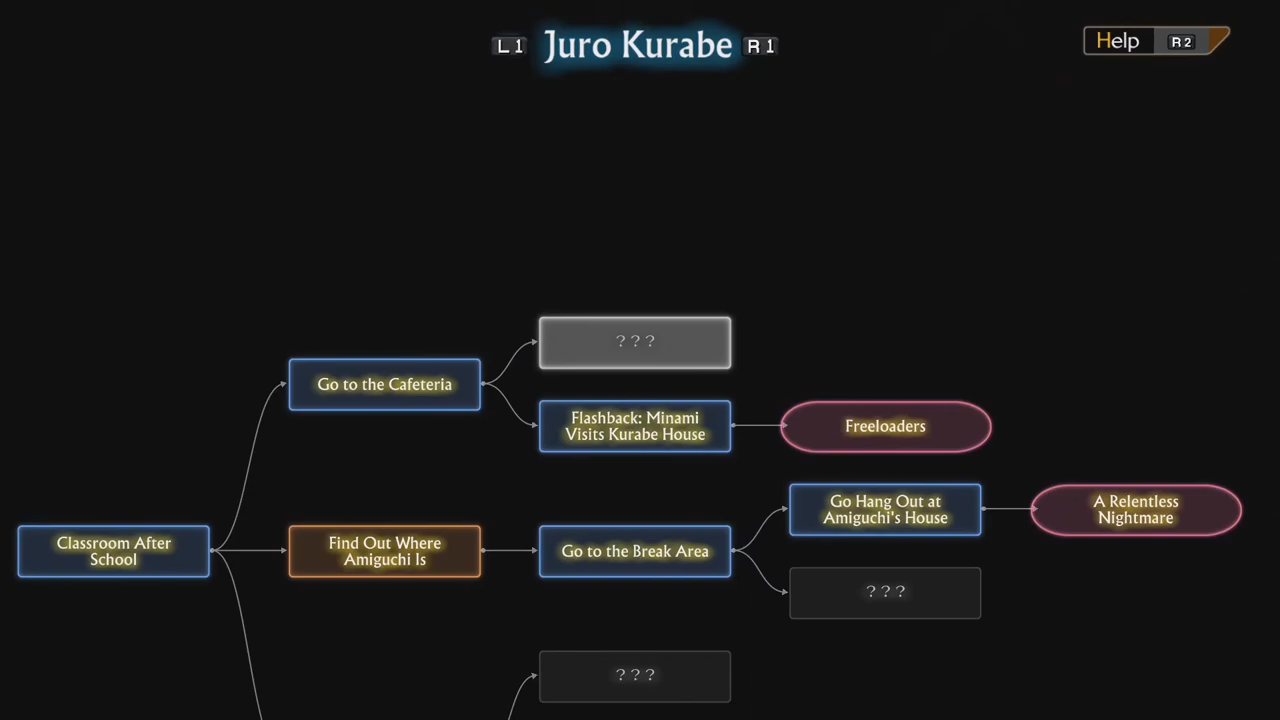 L1 Juro Kurabe R1
Help R2
? ? ?
Go to the Cafeteria
Flashback: Minami
Visits Kurabe House
Freeloaders
Go Hang Out at
Amiguchi's House
A Relentless
Nightmare
Classroom After
School
Find Out Where
Amiguchi Is
Go to the Break Area
? ? ?
? ? ?